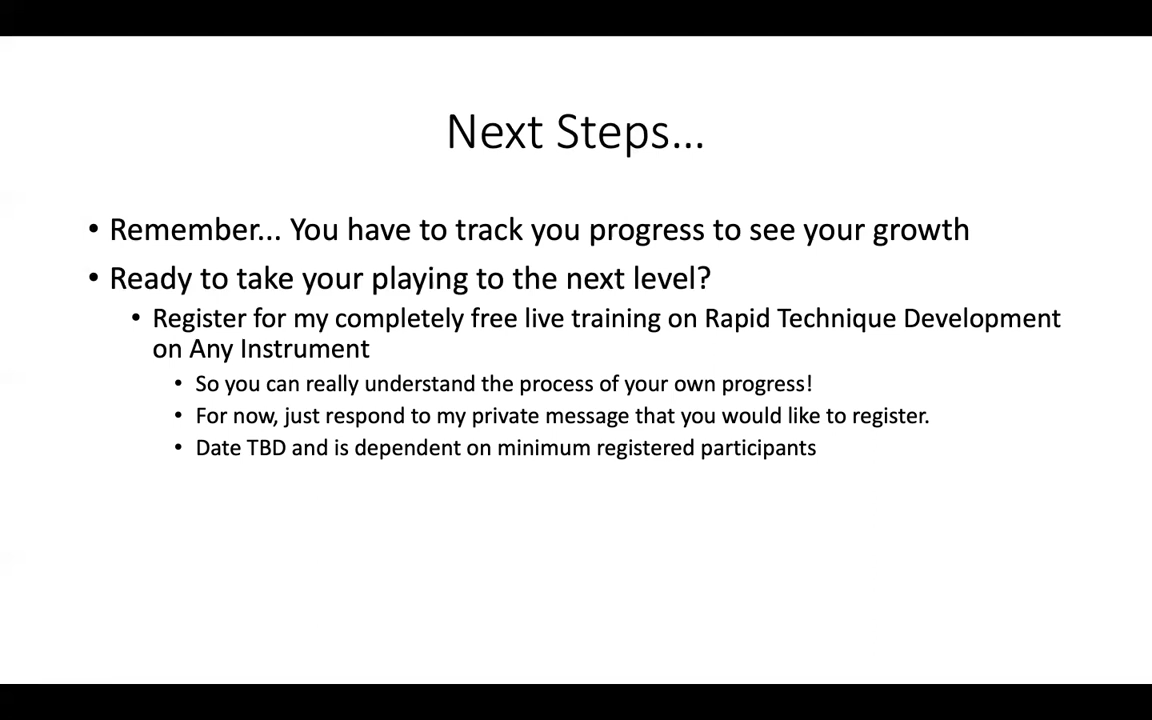 Next Steps...
• Remember... You have to track you progress to see your growth
• Ready to take your playing to the next level?
• Register for my completely free live training on Rapid Technique Development
on Any Instrument
• So you can really understand the process of your own progress!
• For now, just respond to my private message that you would like to register.
• Date TBD and is dependent on minimum registered participants